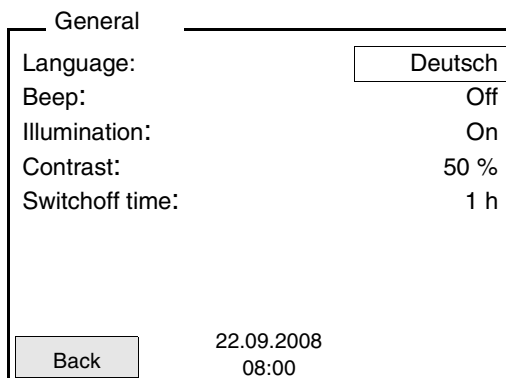 General
Language: Deutsch
Beep: Off
Illumination: On
Contrast: 50 %
Switchoff time: 1 h
22.09.2008
Back 08:00